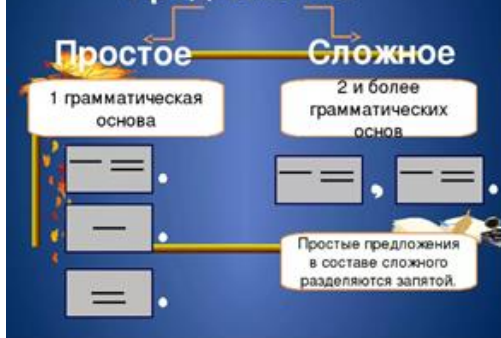 Простое
Сложное
1 грамматическая
основа
2 и более
грамматических
основ
Простые предложения
в составе сложного
разделяются запятой.